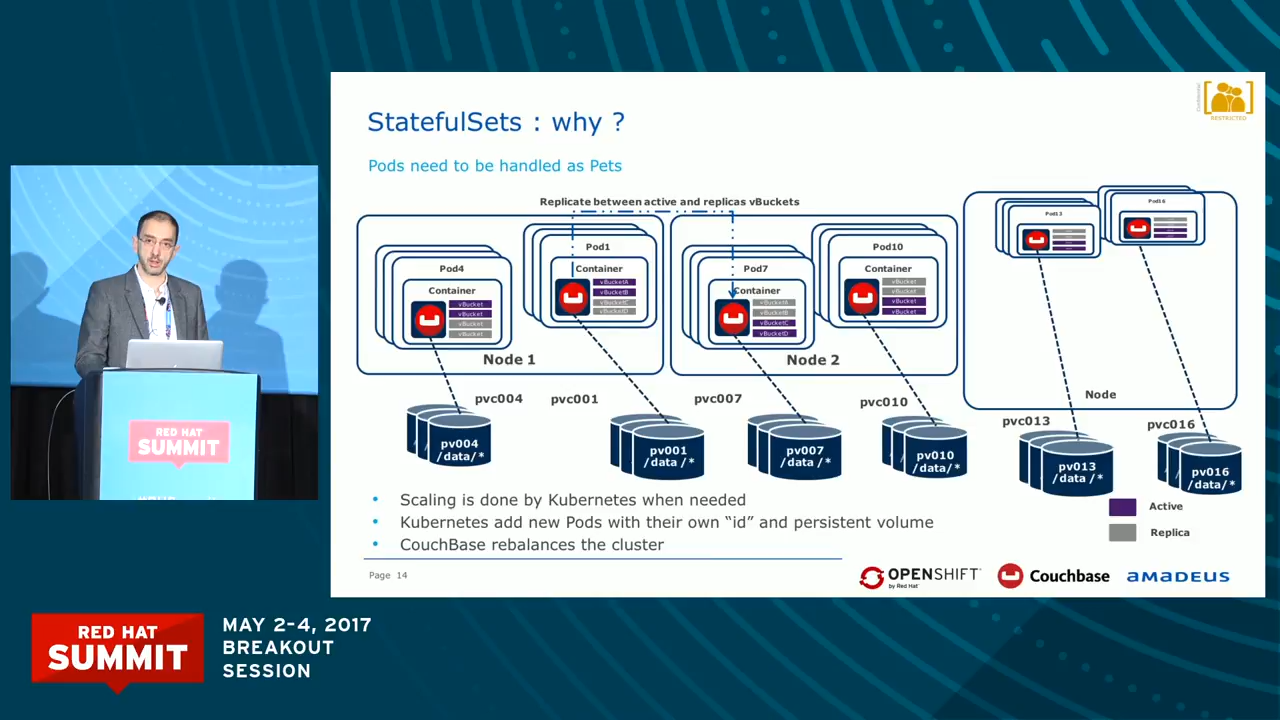 StatefulSets : why ?
RESTRICTED
Pods need to be handled as Pets
Replicate between active and replicas vBuckets
Pod4
Container
vBucket
vBucket
vBucket
vBucket
Pod1
Container
vBucketA
vBucketB
vBucketC
vBucketD
Node 1
Pod7
Container
vBucketA
vBucketB
vBucketC
vBucketD
Pod10
Container
vBucket
vBucket
vBucket
vBucket
Node 2
Pod13
Pod16
Node
pvc004
pvc001
pvc007
pvc010
pvc013
pvc016
pv004
/data/*
pv001
/data /*
pv007
/data /*
pv010
/data/*
pv013
/data /*
pv016
/data/*
• Scaling is done by Kubernetes when needed
• Kubernetes add new Pods with their own “id” and persistent volume
• CouchBase rebalances the cluster
Active
Replica
Page 14
OPENSHIFT
by Red Hat
Couchbase
amadeus
RED HAT
SUMMIT
RED HAT
SUMMIT
MAY 2-4, 2017
BREAKOUT
SESSION